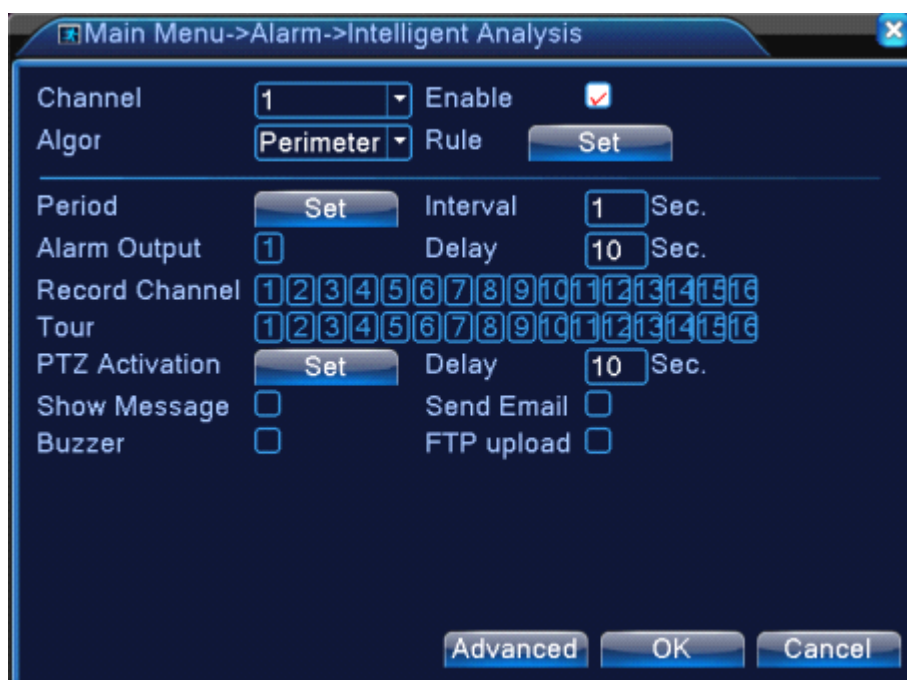 Main Menu->Alarm->Intelligent Analysis
Channel 1 Enable
Algor Perimeter Rule Set
Period Set Interval 1 Sec.
Alarm Output 1 Delay 10 Sec.
Record Channel 1 2 3 4 5 6 7 8 9 10 11 12 13 14 15 16
Tour 1 2 3 4 5 6 7 8 9 10 11 12 13 14 15 16
PTZ Activation Set Delay 10 Sec.
Show Message Send Email
Buzzer FTP upload
Advanced OK Cancel